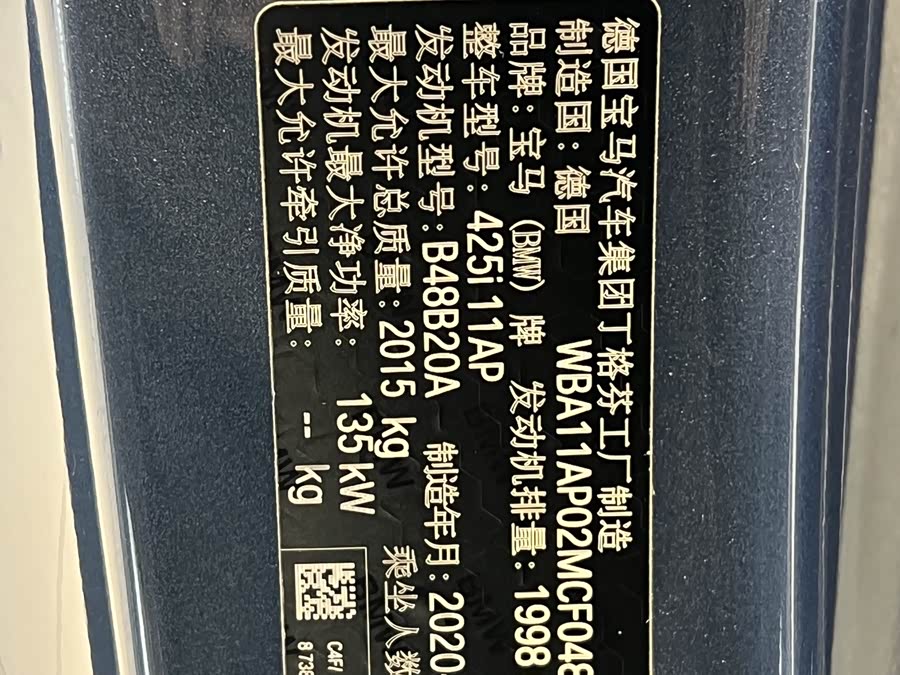 德国宝马汽车集团丁格芬工厂制造
制造国：德国 WBA11AP02MCF048
品牌：宝马（BMW）牌 发动机排量：1998
整车型号：425i 11AP
发动机型号：B48B20A 制造年月：2020
最大允许总质量：2015 kg 乘坐人数
发动机最大净功率：135 kW
最大允许牵引质量： -- kg
C4F
8 738